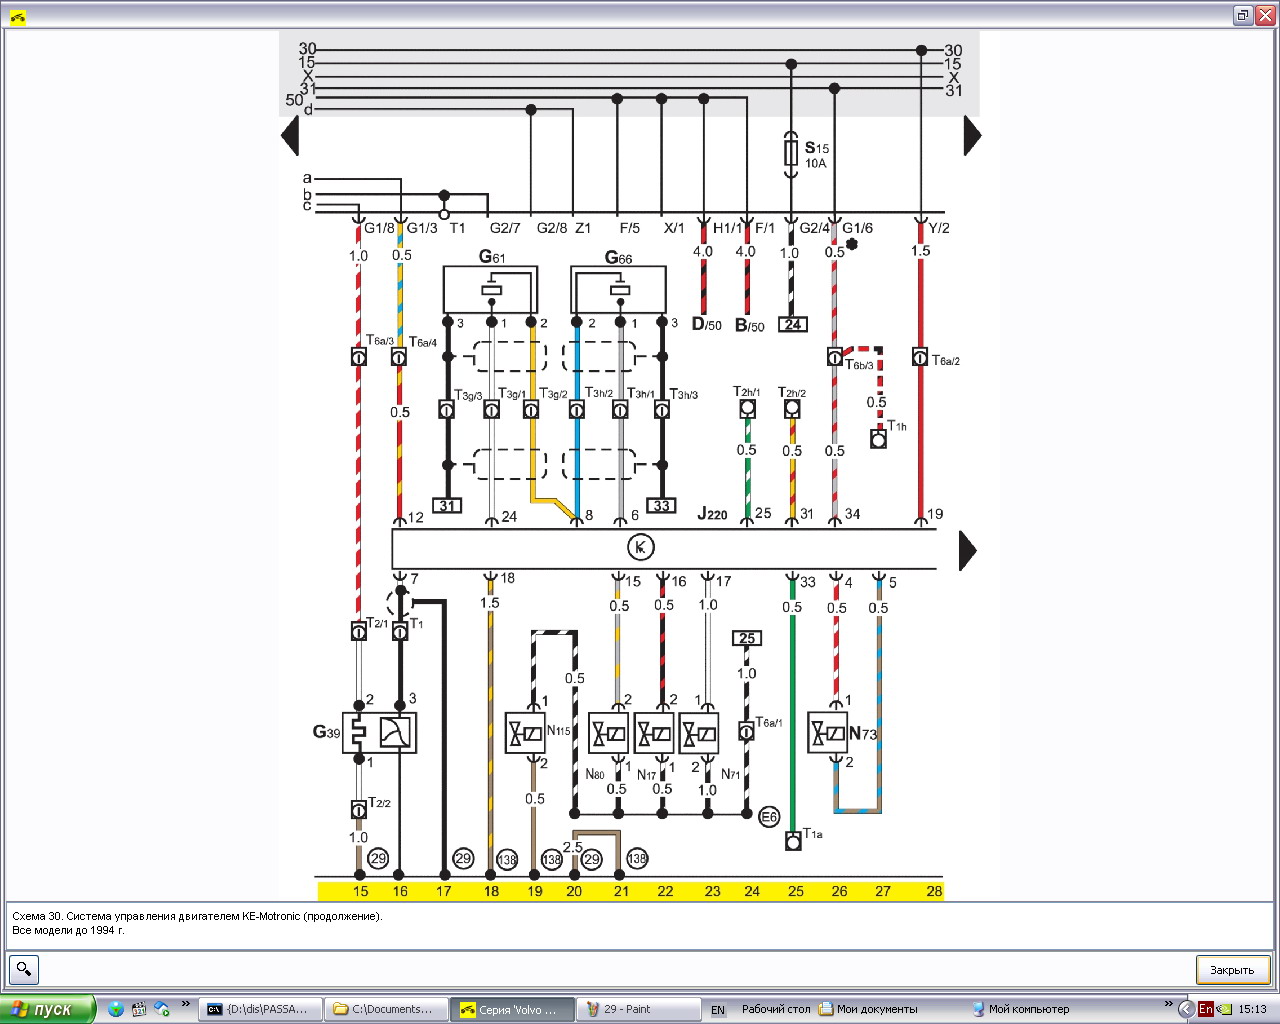 30 30
15 15
X X
31 31
50
d
S15
10A
a
b
c
G1/8 G1/3 T1 G2/7 G2/8 Z1 F/5 X/1 H1/1 F/1 G2/4 G1/6 Y/2
1.0 0.5 G61 G66 4.0 4.0 1.0 0.5 1.5
3 1 2 2 1 3 D/50 B/50 24
T6a/3 T6a/4 T6b/3 T6a/2
T3g/3 T3g/1 T3g/2 T3h/2 T3h/1 T3h/3 T2h/1 T2h/2 0.5
0.5 T1h
0.5 0.5 0.5
31 33
12 24 8 6 J220 25 31 34 19
K
7 18 15 16 17 33 4 5
1.5 0.5 0.5 1.0 0.5 0.5 0.5
T2/1 T1 25
0.5 1.0
2 3 1 2 2 1 1
G39 N115 T6a/1 N73
1 2 1 1 2 2
N80 N17 N71
T2/2 0.5 0.5 0.5 1.0 E6
1.0 2.5 T1a
29 29 138 138 29 138
15 16 17 18 19 20 21 22 23 24 25 26 27 28
Схема 30. Система управления двигателем KE-Motronic (продолжение).
Все модели до 1994 г.
Закрыть
пуск
{D:\dis\PASSA...
C:\Documents...
Серия 'Volvo ...
29 - Paint
EN
Рабочий стол
Мои документы
Мой компьютер
En
15:13